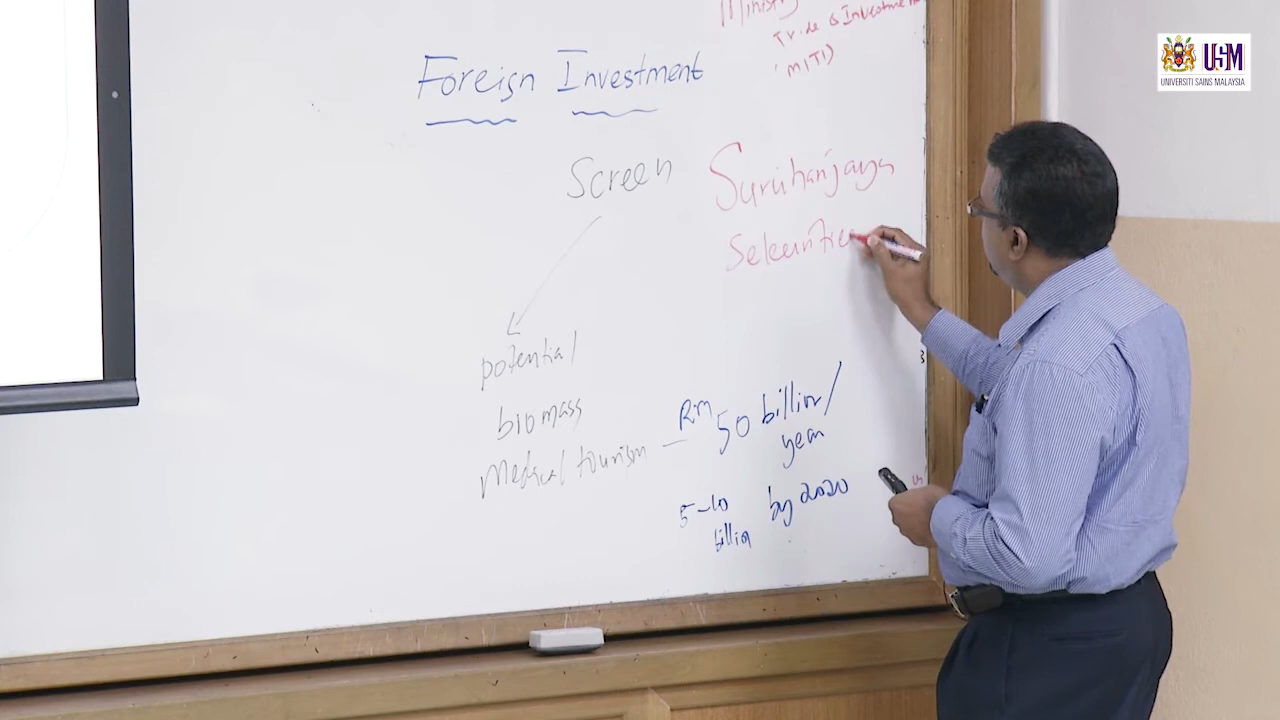 Ministry
Trade & Investment
(MITI)
Foreign Investment
Screen
Suruhanjaya
Sekuritie
potential
biomass
Medical tourism — RM 50 billion/
year
5-10
billion
by 2020
USM
UNIVERSITI SAINS MALAYSIA